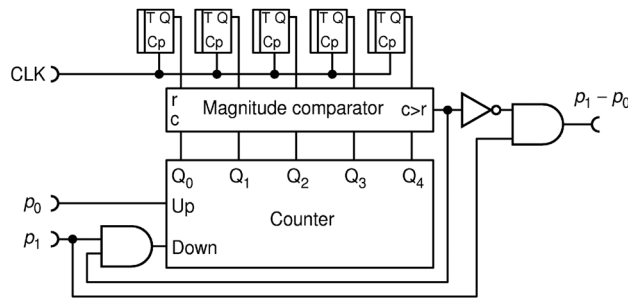 T Q T Q T Q T Q T Q
Cp Cp Cp Cp Cp
CLK
r
c
Magnitude comparator c>r
p₁ − p₀
Q₀ Q₁ Q₂ Q₃ Q₄
p₀ Up
Counter
p₁ Down